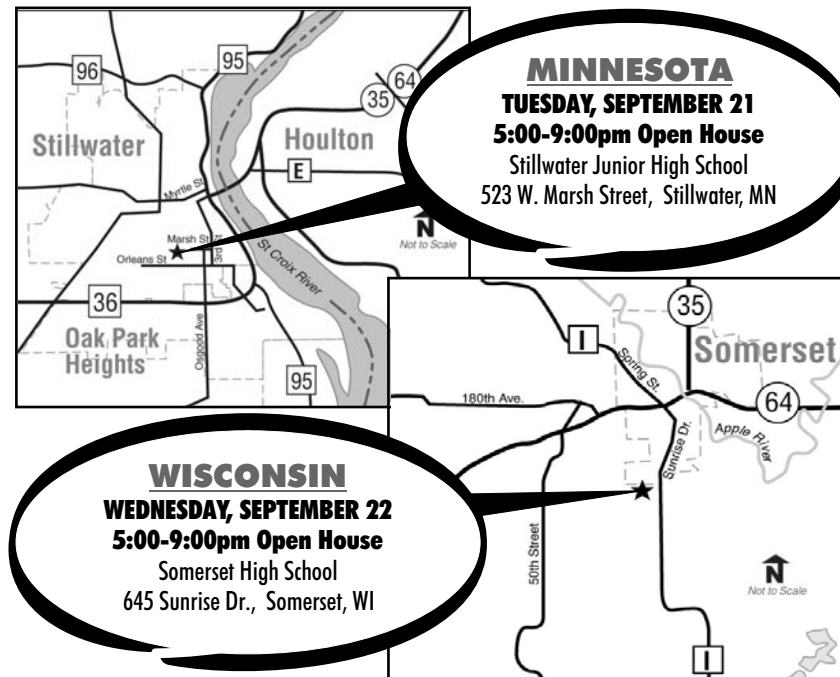 MINNESOTA
TUESDAY, SEPTEMBER 21
5:00-9:00pm Open House
Stillwater Junior High School
523 W. Marsh Street, Stillwater, MN
96
95
64
35
Stillwater
Houlton
E
Myrtle St
N
Not to Scale
Marsh St
3rd St
Orleans St
St Croix River
36
Oak Park
Heights
Osgood Ave
95
35
I
Somerset
Spring St.
180th Ave.
64
Apple River
Sunrise Dr.
WISCONSIN
WEDNESDAY, SEPTEMBER 22
5:00-9:00pm Open House
Somerset High School
645 Sunrise Dr., Somerset, WI
50th Street
N
Not to Scale
I